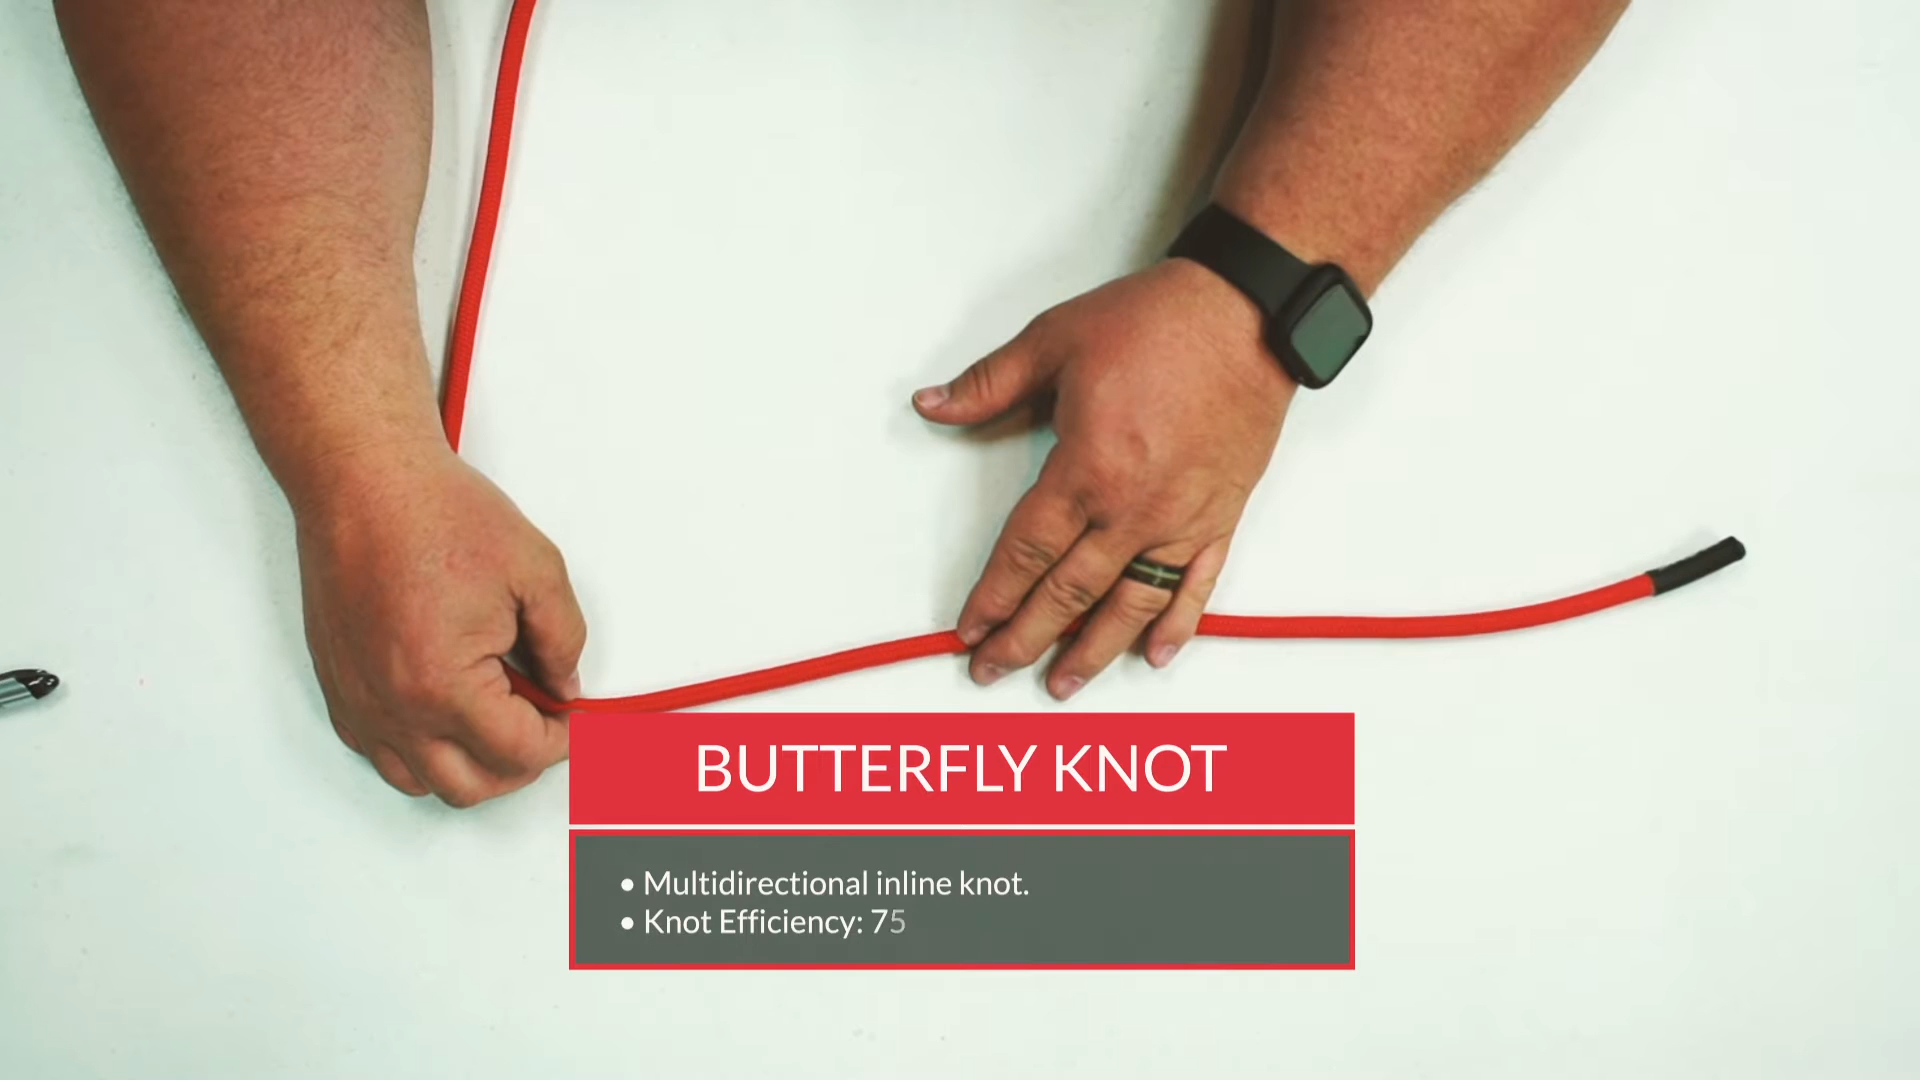 BUTTERFLY KNOT
• Multidirectional inline knot.
• Knot Efficiency: 75